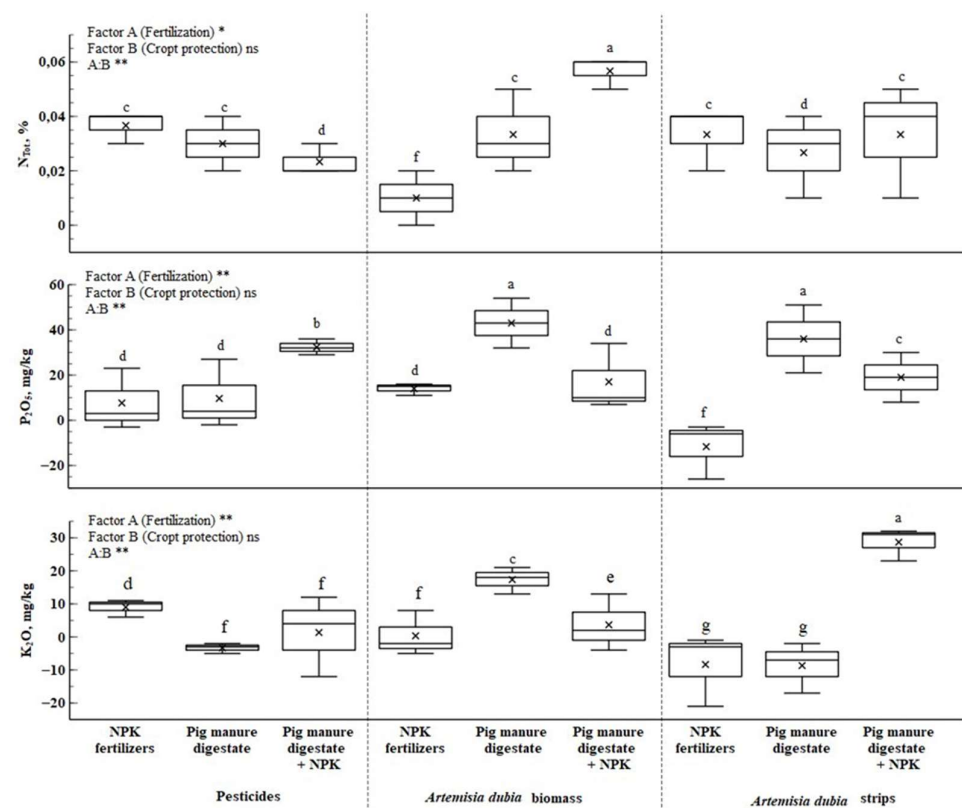 Factor A (Fertilization) *
Factor B (Cropt protection) ns
A:B **
N_Tot, %
0,06
0,04
0,02
0
c c d f c a c d c
Factor A (Fertilization) **
Factor B (Cropt protection) ns
A:B **
P₂O₅, mg/kg
60
40
20
0
−20
d d b d a d f a c
Factor A (Fertilization) **
Factor B (Cropt protection) ns
A:B **
K₂O, mg/kg
30
20
10
0
−10
−20
d f f f c e g g a
NPK fertilizers
Pig manure digestate
Pig manure digestate + NPK
NPK fertilizers
Pig manure digestate
Pig manure digestate + NPK
NPK fertilizers
Pig manure digestate
Pig manure digestate + NPK
Pesticides
Artemisia dubia biomass
Artemisia dubia strips